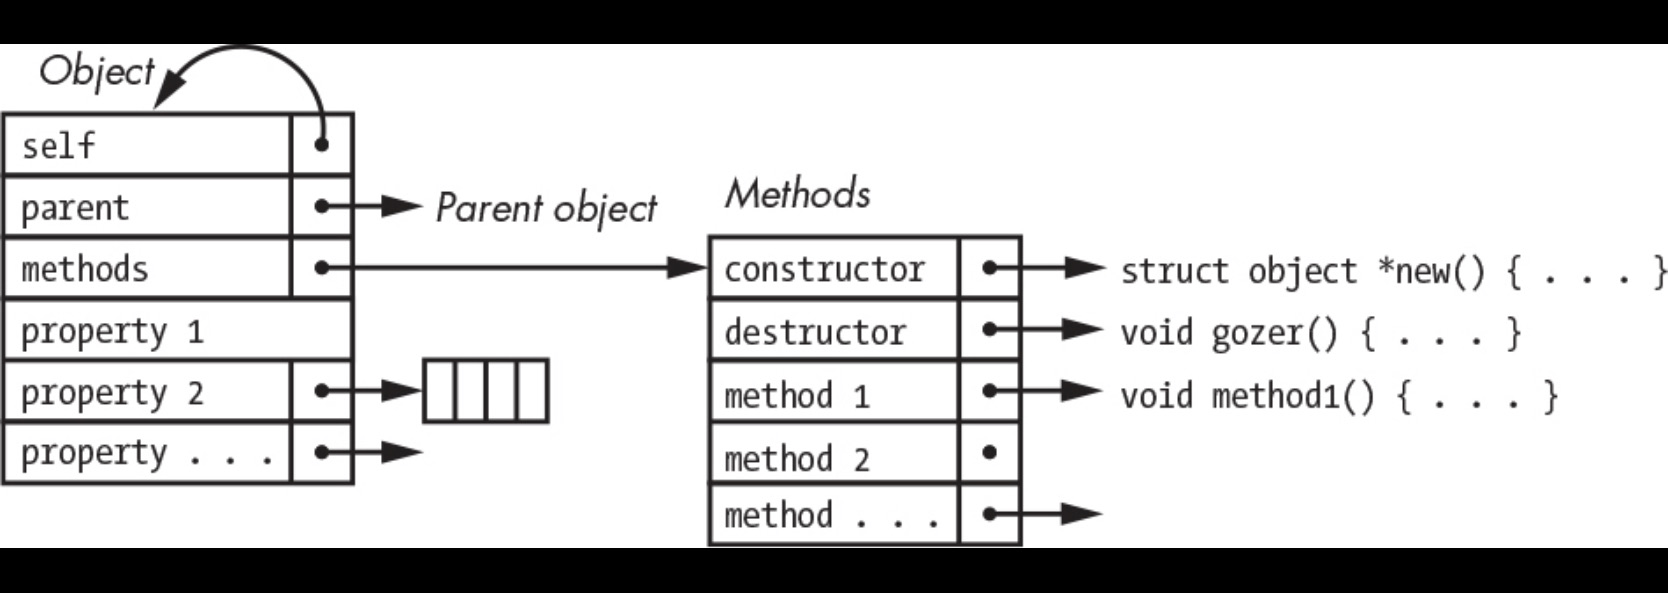 Object
self
parent
Parent object
methods
property 1
property 2
property . . .
Methods
constructor
struct object *new() { . . . }
destructor
void gozer() { . . . }
method 1
void method1() { . . . }
method 2
method . . .